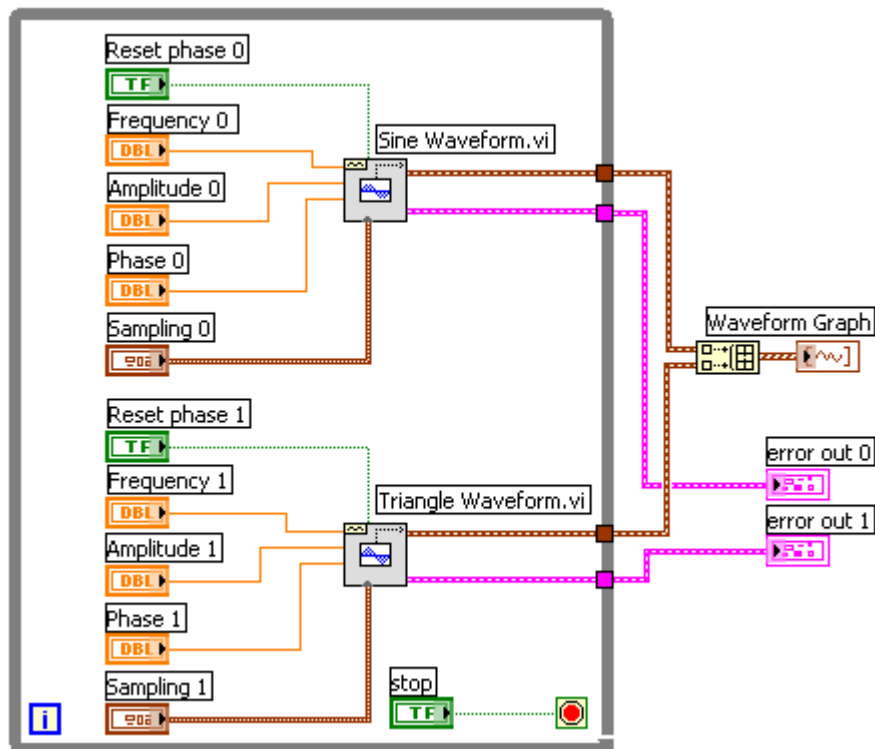 Reset phase 0
TF
Frequency 0
DBL
Sine Waveform.vi
Amplitude 0
DBL
Phase 0
DBL
Sampling 0
Waveform Graph
Reset phase 1
TF
error out 0
Frequency 1
DBL
Triangle Waveform.vi
error out 1
Amplitude 1
DBL
Phase 1
DBL
Sampling 1
stop
TF
i